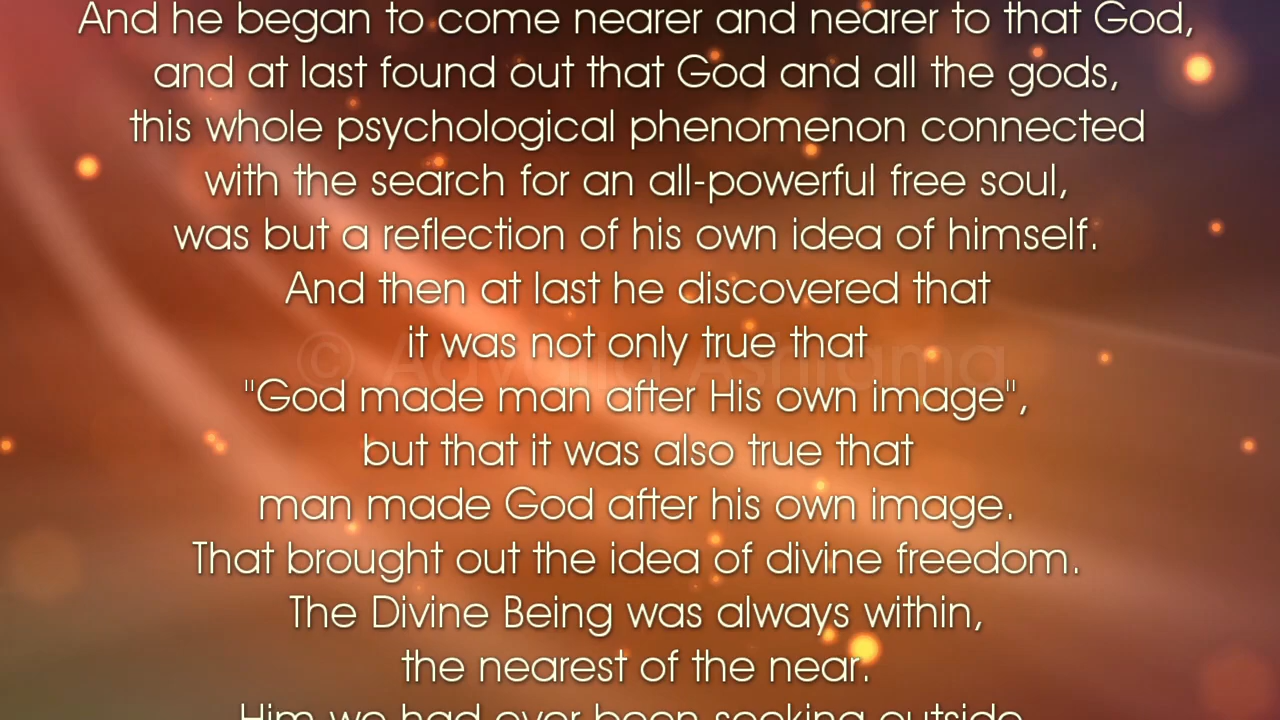 And he began to come nearer and nearer to that God,
and at last found out that God and all the gods,
this whole psychological phenomenon connected
with the search for an all-powerful free soul,
was but a reflection of his own idea of himself.
And then at last he discovered that
it was not only true that
© Advaita Ashrama
"God made man after His own image",
but that it was also true that
man made God after his own image.
That brought out the idea of divine freedom.
The Divine Being was always within,
the nearest of the near.
Him we had ever been seeking outside